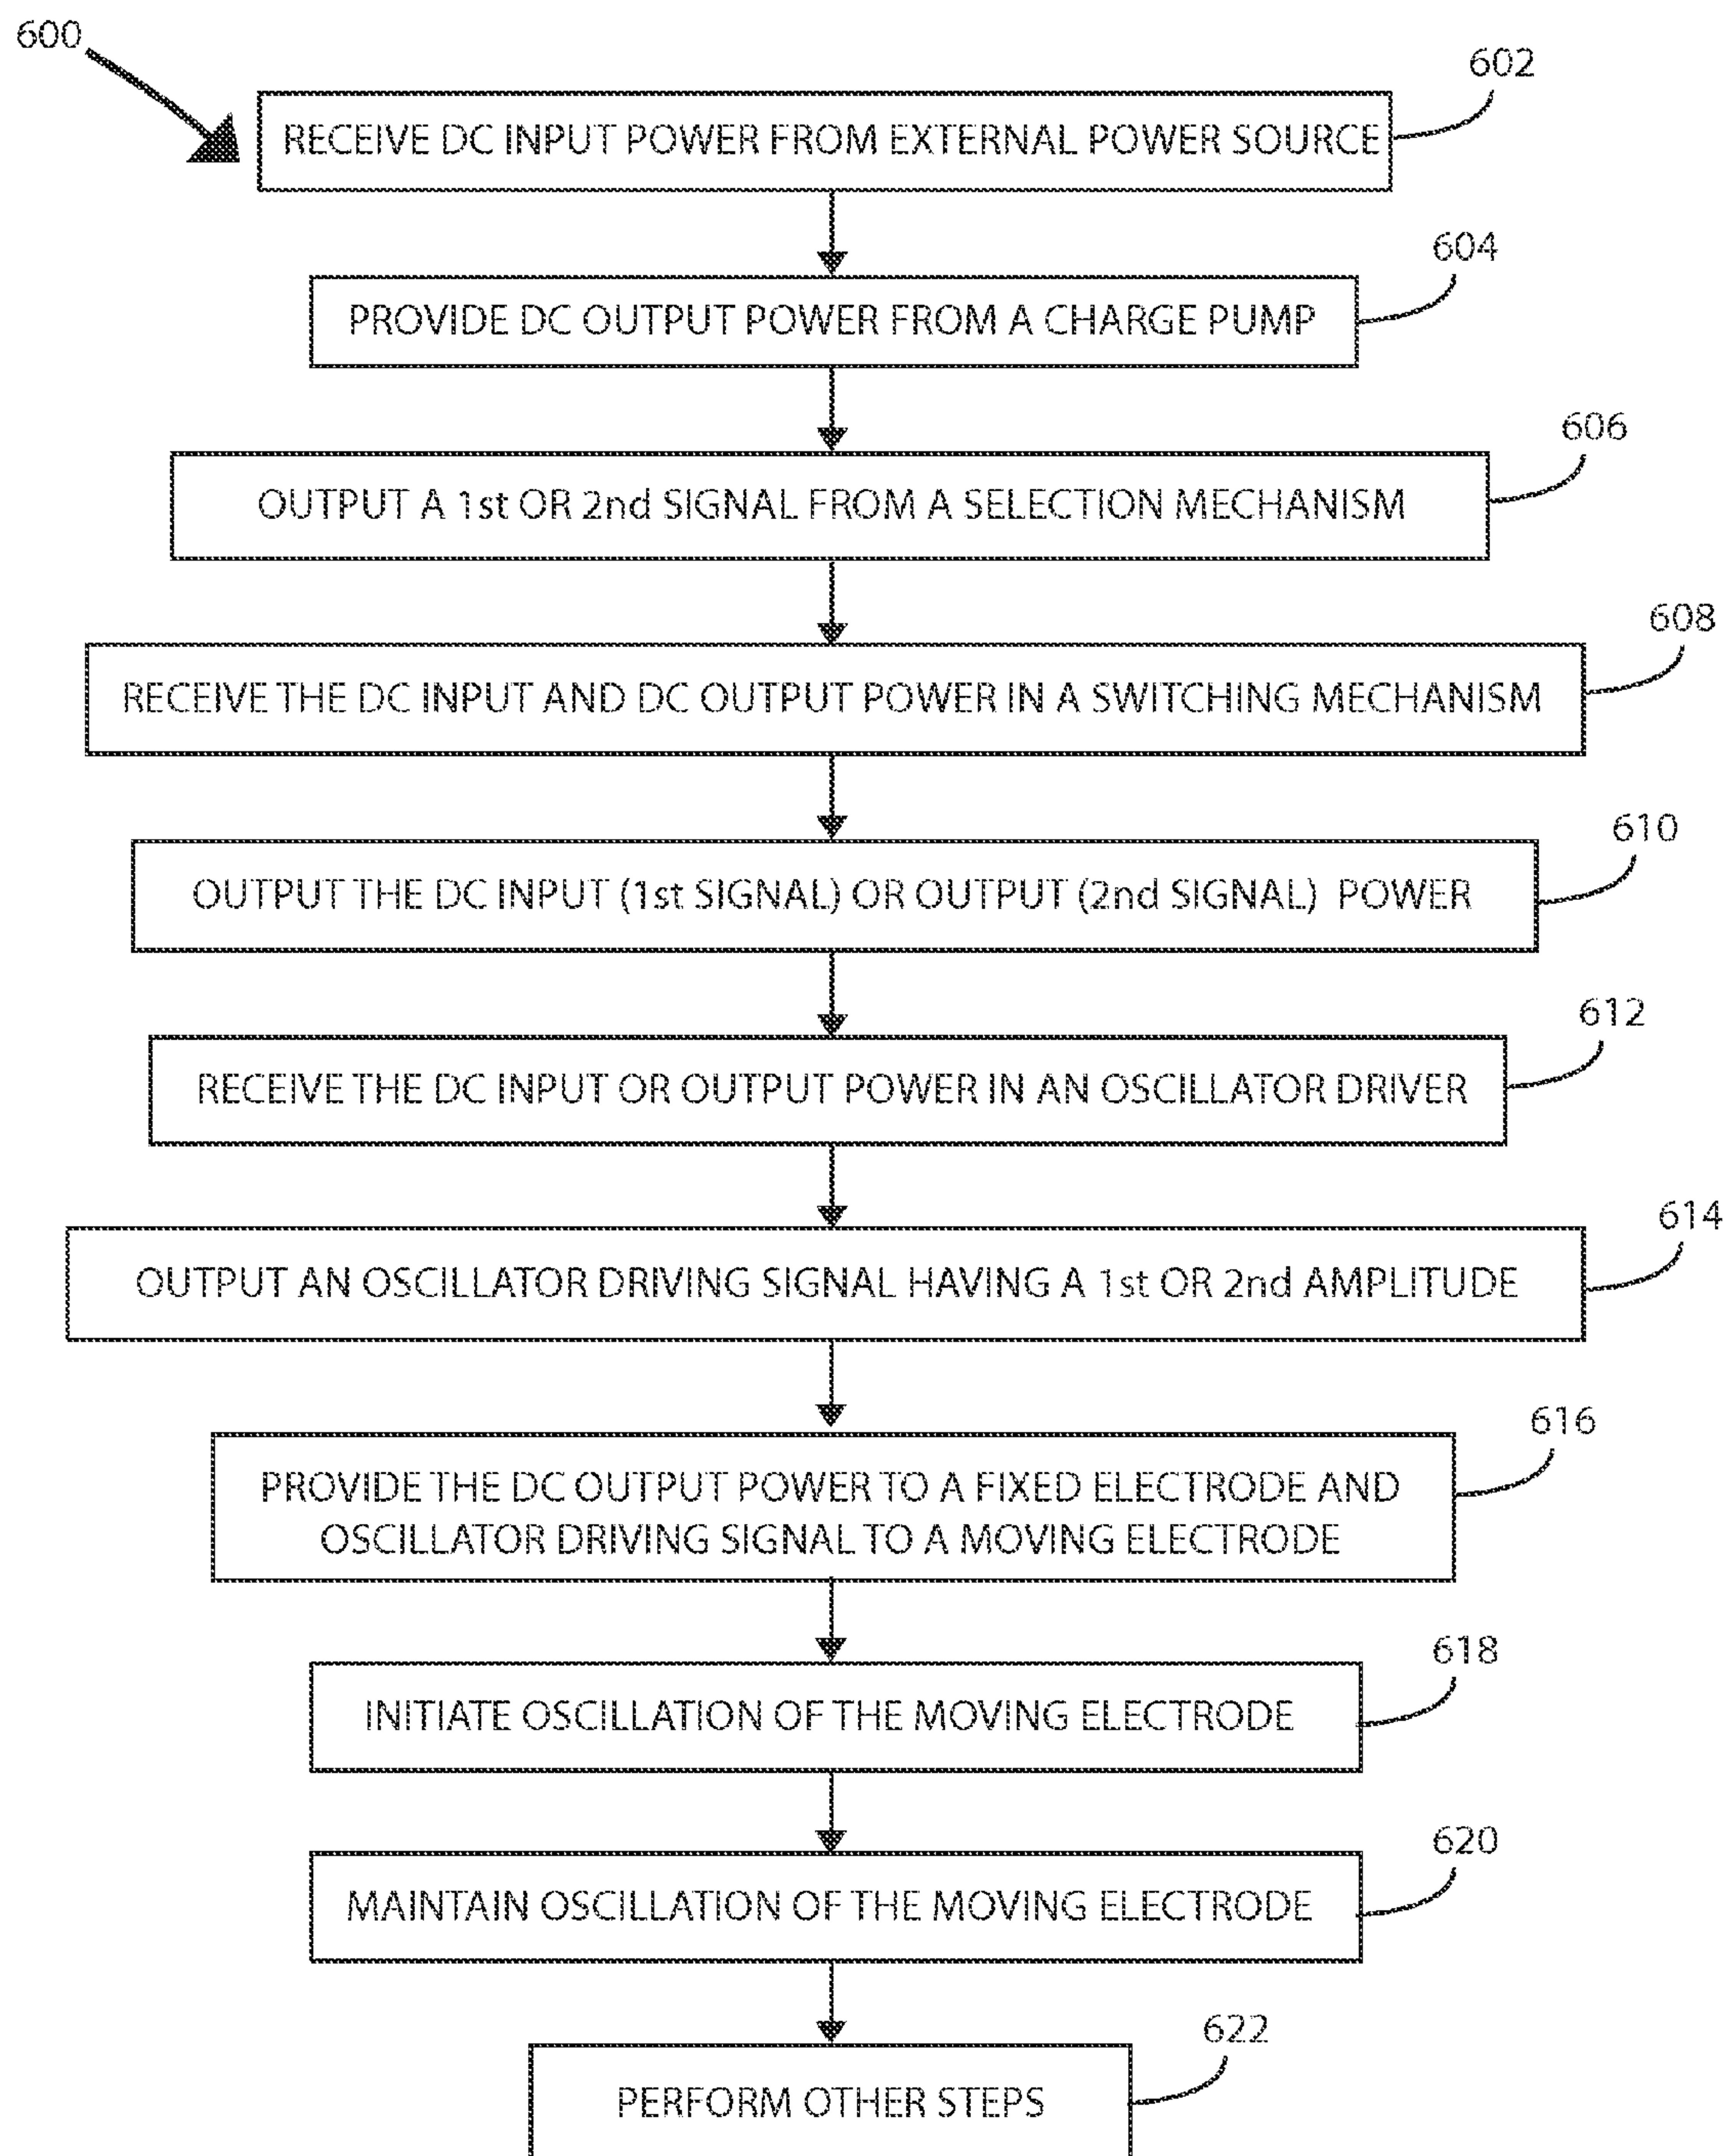 600
602
RECEIVE DC INPUT POWER FROM EXTERNAL POWER SOURCE
604
PROVIDE DC OUTPUT POWER FROM A CHARGE PUMP
606
OUTPUT A 1st OR 2nd SIGNAL FROM A SELECTION MECHANISM
608
RECEIVE THE DC INPUT AND DC OUTPUT POWER IN A SWITCHING MECHANISM
610
OUTPUT THE DC INPUT (1st SIGNAL) OR OUTPUT (2nd SIGNAL) POWER
612
RECEIVE THE DC INPUT OR OUTPUT POWER IN AN OSCILLATOR DRIVER
614
OUTPUT AN OSCILLATOR DRIVING SIGNAL HAVING A 1st OR 2nd AMPLITUDE
616
PROVIDE THE DC OUTPUT POWER TO A FIXED ELECTRODE AND
OSCILLATOR DRIVING SIGNAL TO A MOVING ELECTRODE
618
INITIATE OSCILLATION OF THE MOVING ELECTRODE
620
MAINTAIN OSCILLATION OF THE MOVING ELECTRODE
622
PERFORM OTHER STEPS